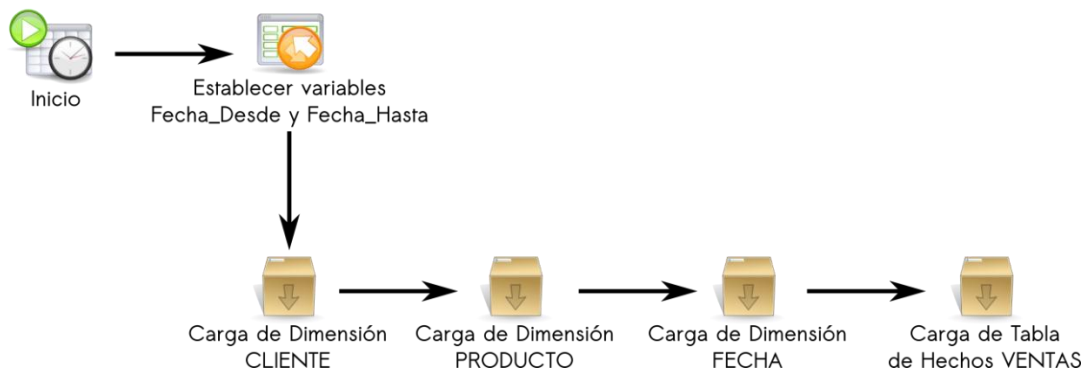 Inicio
Establecer variables
Fecha_Desde y Fecha_Hasta
Carga de Dimensión
CLIENTE
Carga de Dimensión
PRODUCTO
Carga de Dimensión
FECHA
Carga de Tabla
de Hechos VENTAS